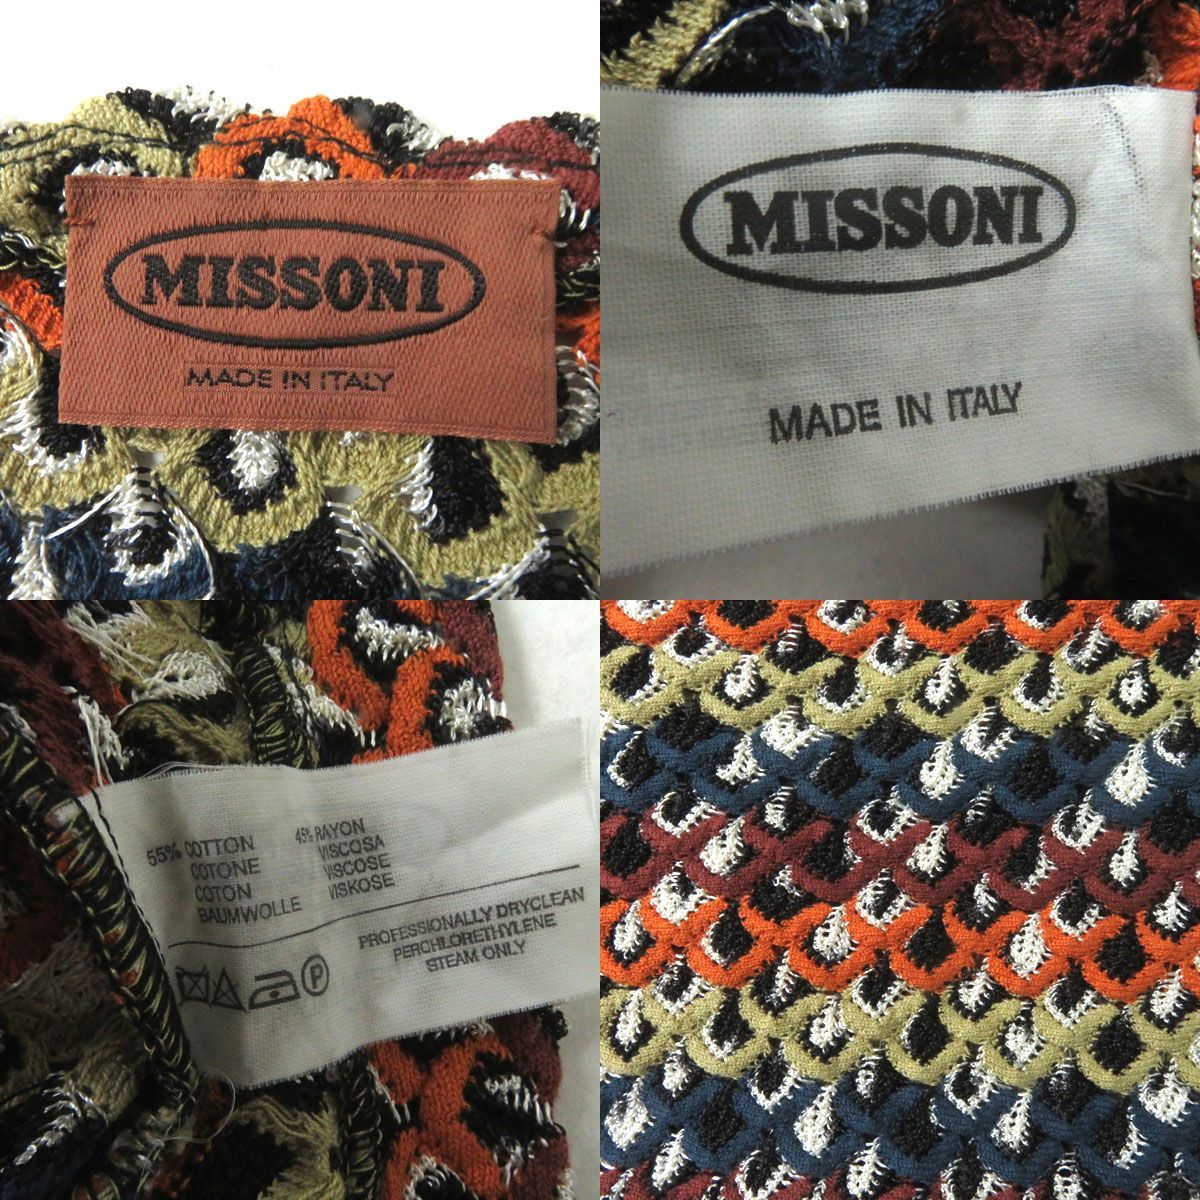 MISSONI
MADE IN ITALY
MISSONI
MADE IN ITALY
55% COTTON 45% RAYON
COTONE VISCOSA
COTON VISCOSE
BAUMWOLLE VISKOSE
PROFESSIONALLY DRYCLEAN
PERCHLORETHYLENE
STEAM ONLY
P